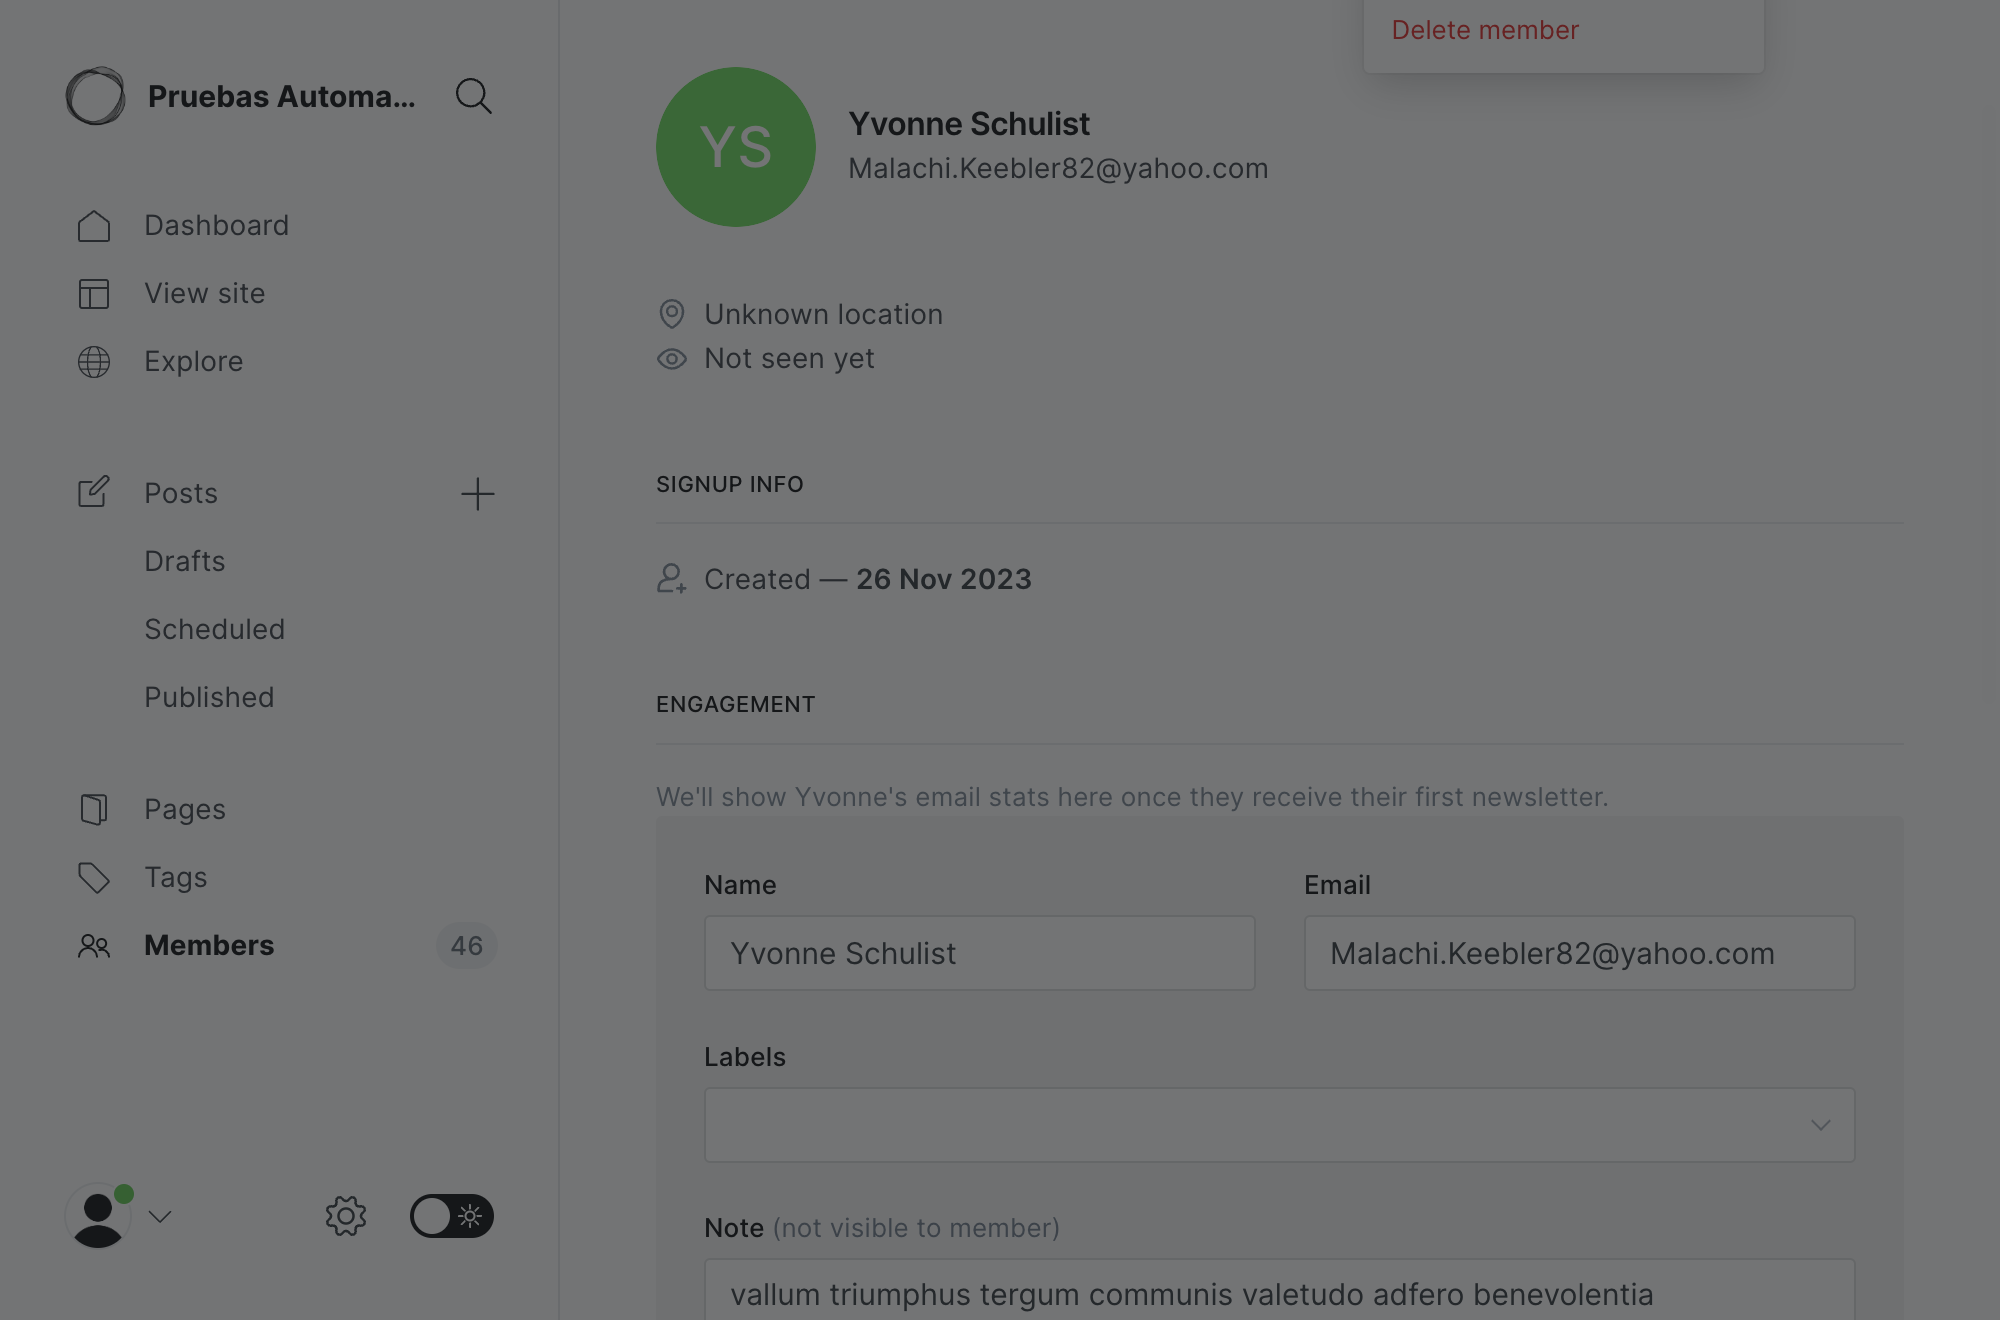 Pruebas Automa...
Dashboard
View site
Explore
Posts
Drafts
Scheduled
Published
Pages
Tags
Members
46
Delete member
YS
Yvonne Schulist
Malachi.Keebler82@yahoo.com
Unknown location
Not seen yet
SIGNUP INFO
Created — 26 Nov 2023
ENGAGEMENT
We'll show Yvonne's email stats here once they receive their first newsletter.
Name
Email
Yvonne Schulist
Malachi.Keebler82@yahoo.com
Labels
Note (not visible to member)
vallum triumphus tergum communis valetudo adfero benevolentia